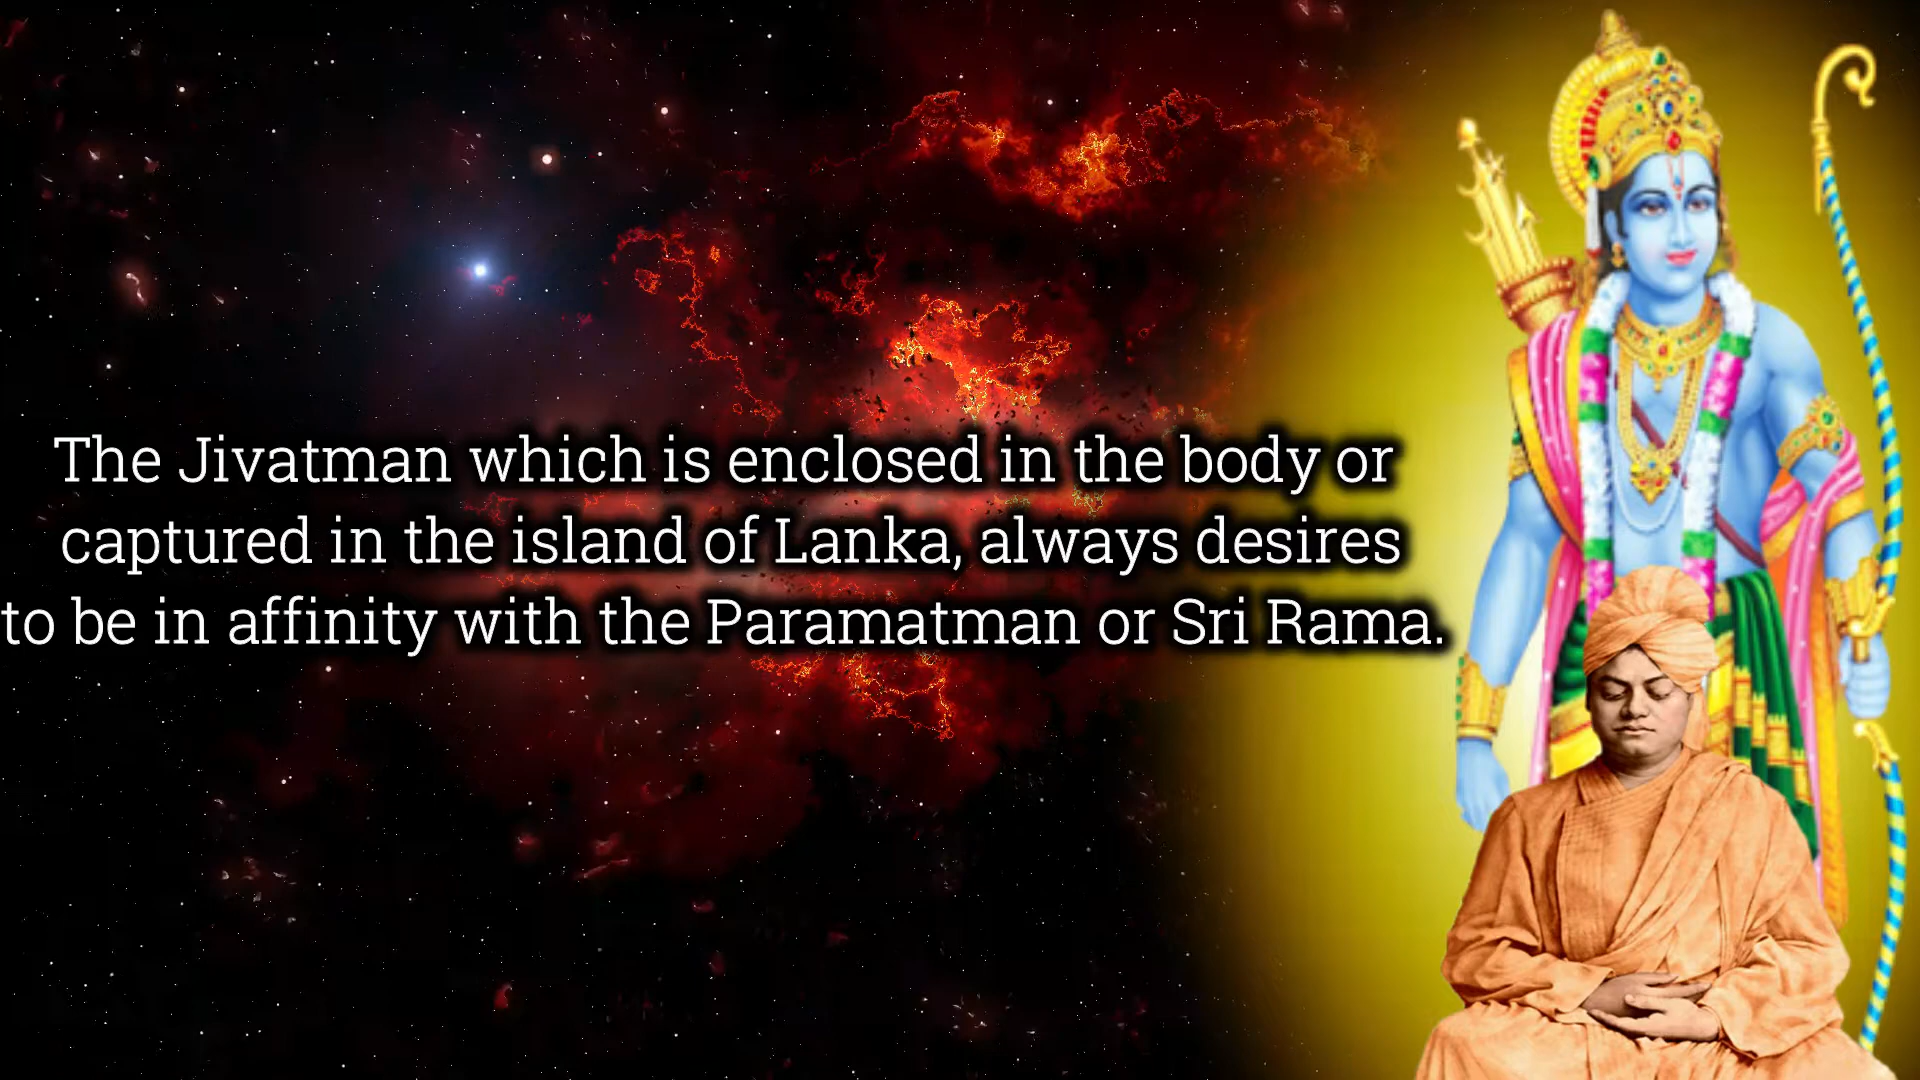 The Jivatman which is enclosed in the body or
captured in the island of Lanka, always desires
to be in affinity with the Paramatman or Sri Rama.